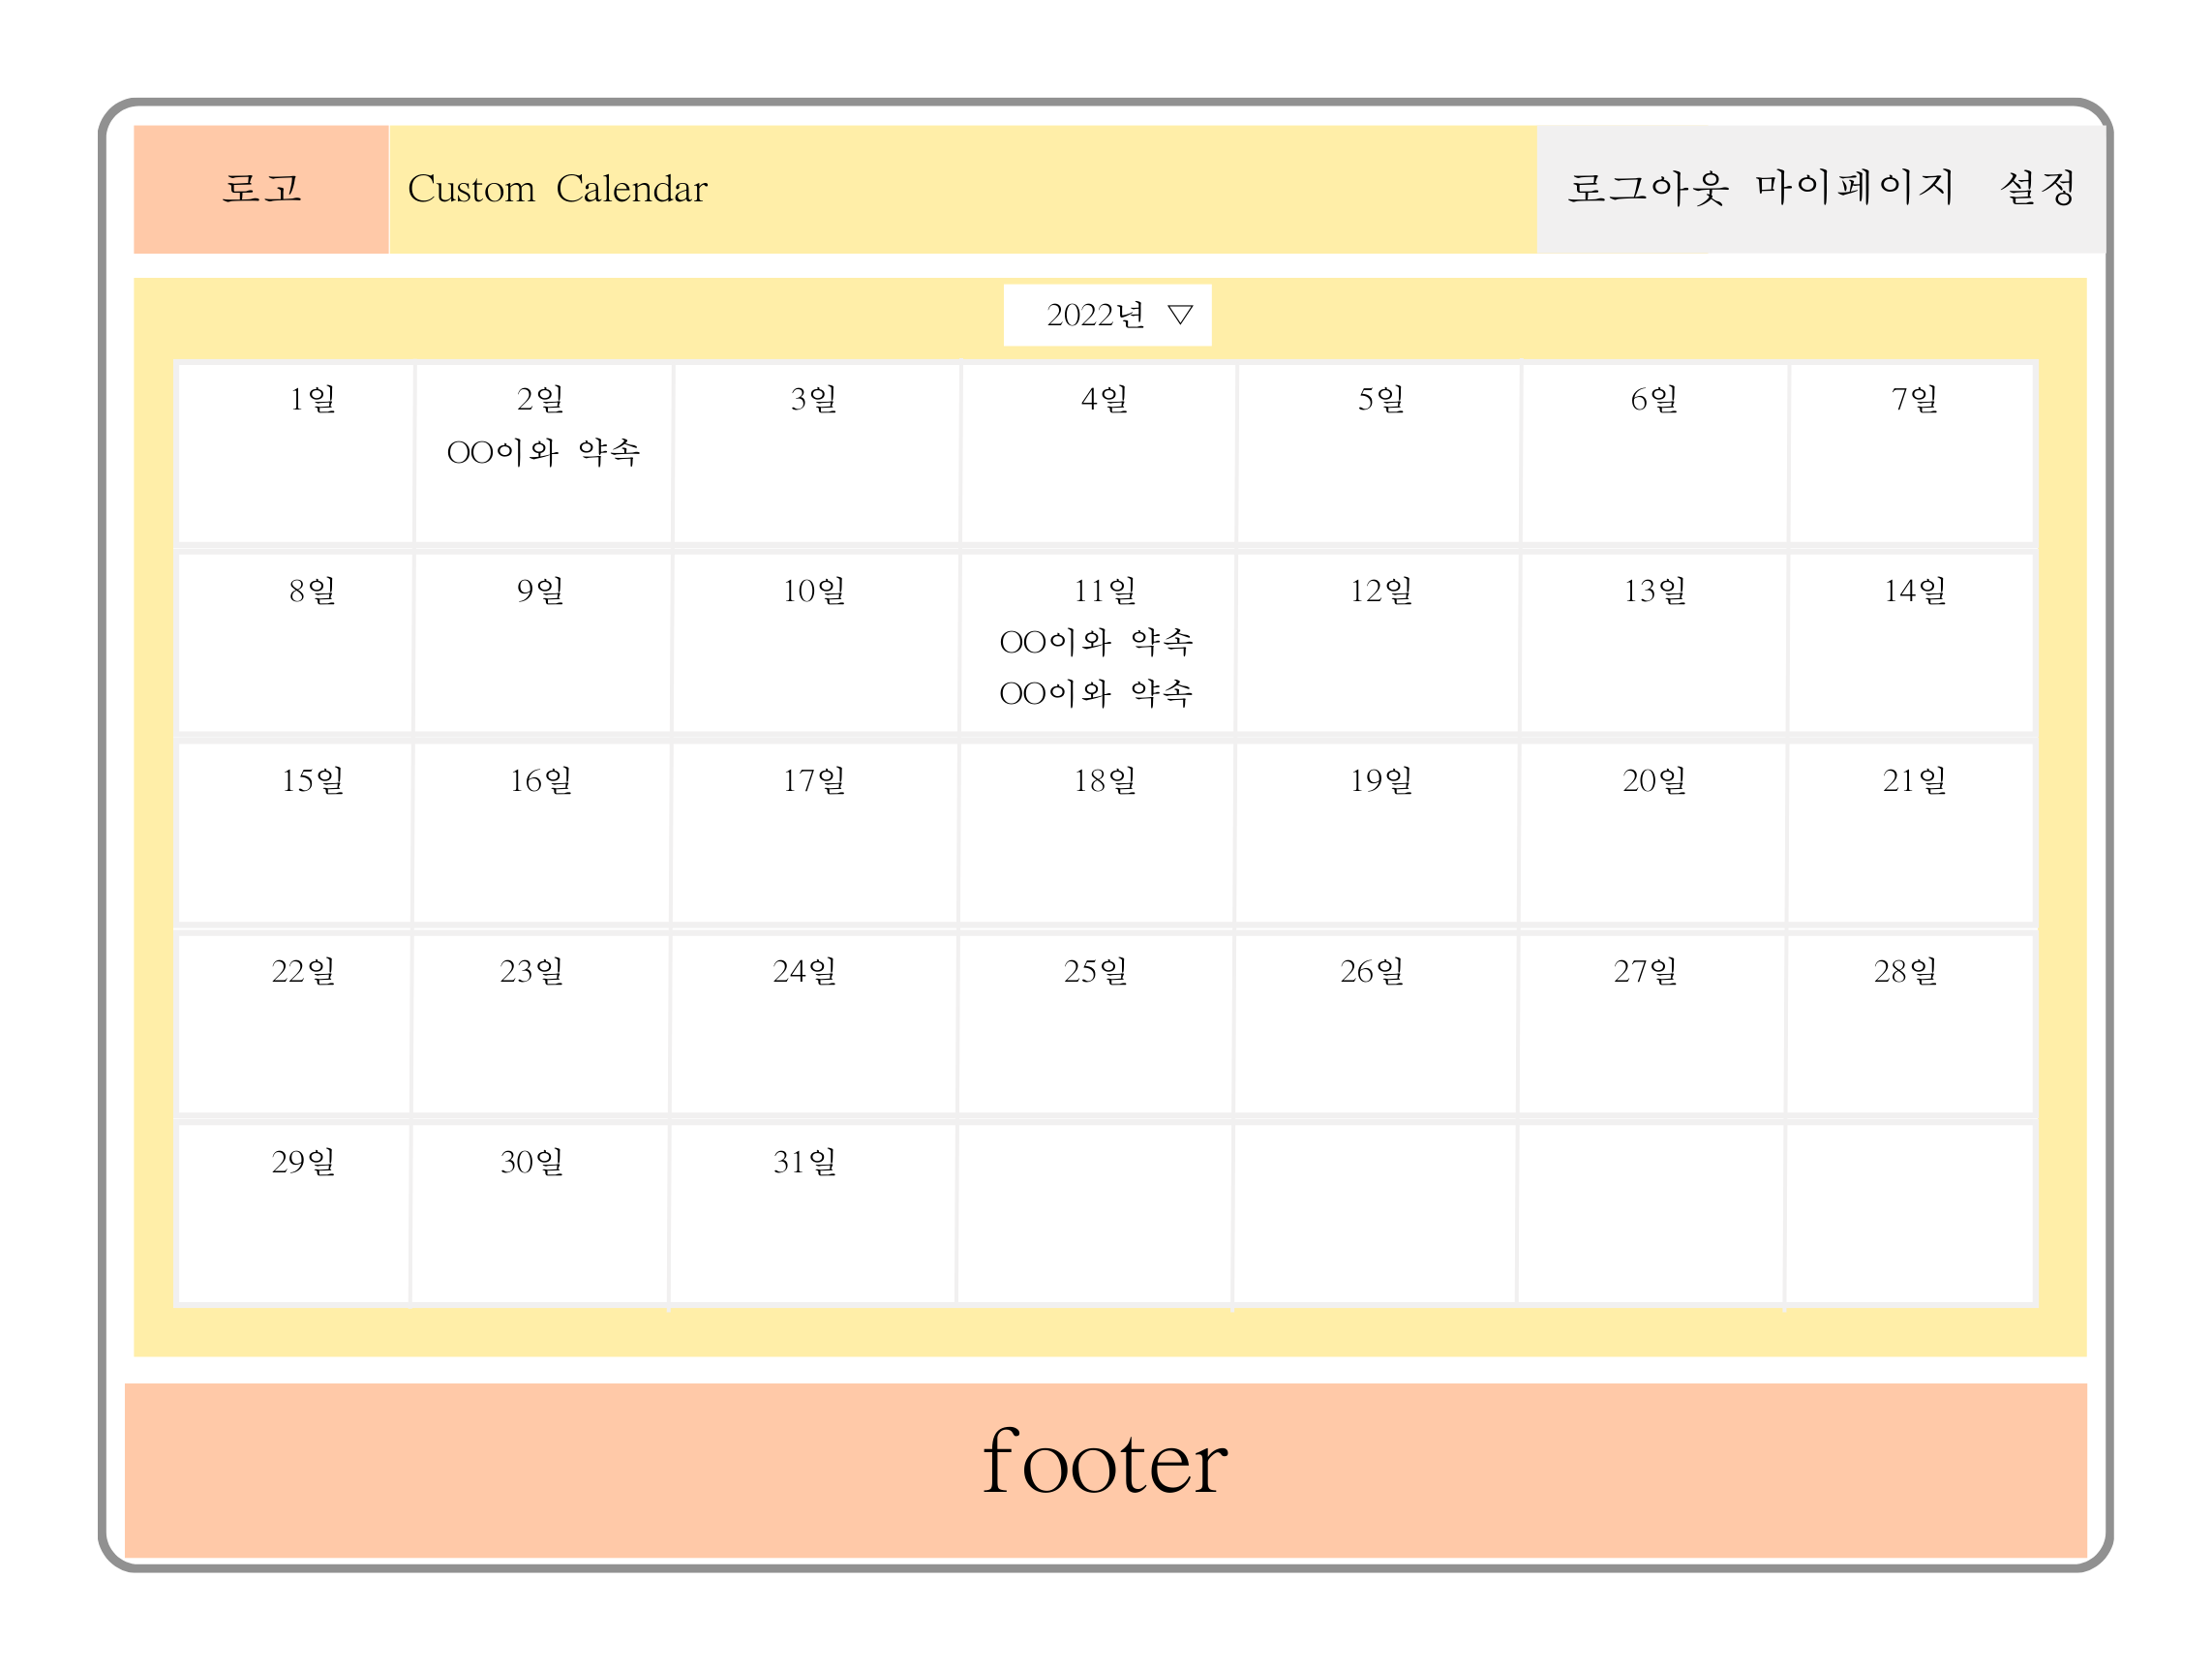 로고 Custom Calendar 로그아웃 마이페이지 설정
2022년 ▽
1일 2일 3일 4일 5일 6일 7일
OO이와 약속
8일 9일 10일 11일 12일 13일 14일
OO이와 약속
OO이와 약속
15일 16일 17일 18일 19일 20일 21일
22일 23일 24일 25일 26일 27일 28일
29일 30일 31일
footer